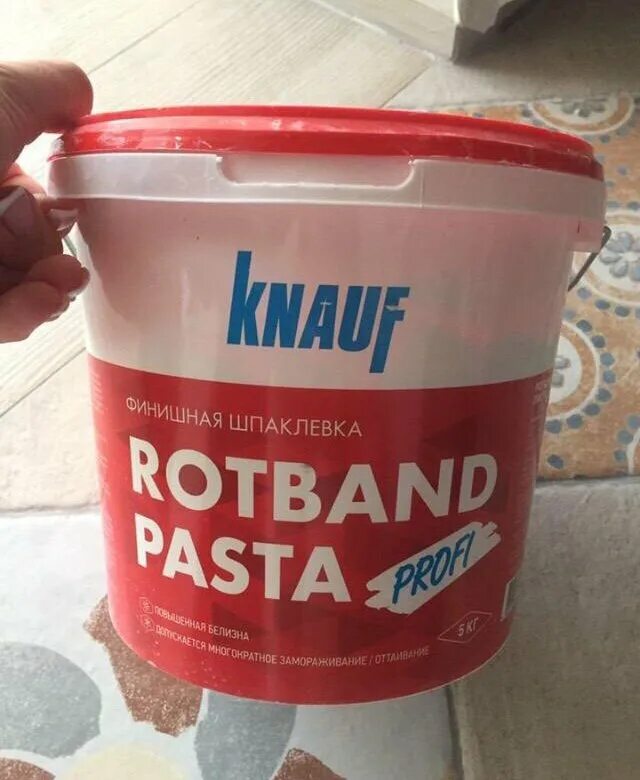 KNAUF
ФИНИШНАЯ ШПАКЛЕВКА
ROTBAND
PASTA
PROFI
ПОВЫШЕННАЯ БЕЛИЗНА
ДОПУСКАЕТСЯ МНОГОКРАТНОЕ ЗАМОРАЖИВАНИЕ / ОТТАИВАНИЕ
5 КГ